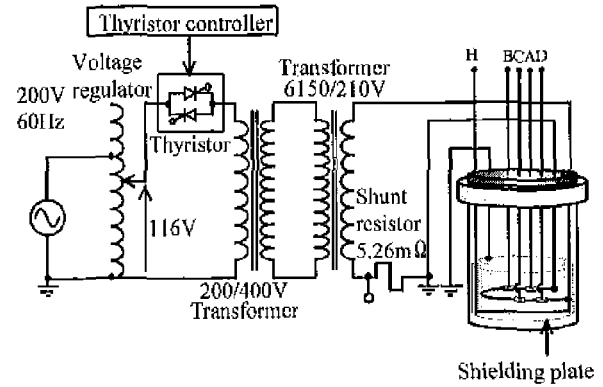 Thyristor controller
H BCAD
Voltage
regulator
Transformer
6150/210V
200V
60Hz
Thyristor
116V
Shunt
resistor
5.26mΩ
200/400V
Transformer
Shielding plate